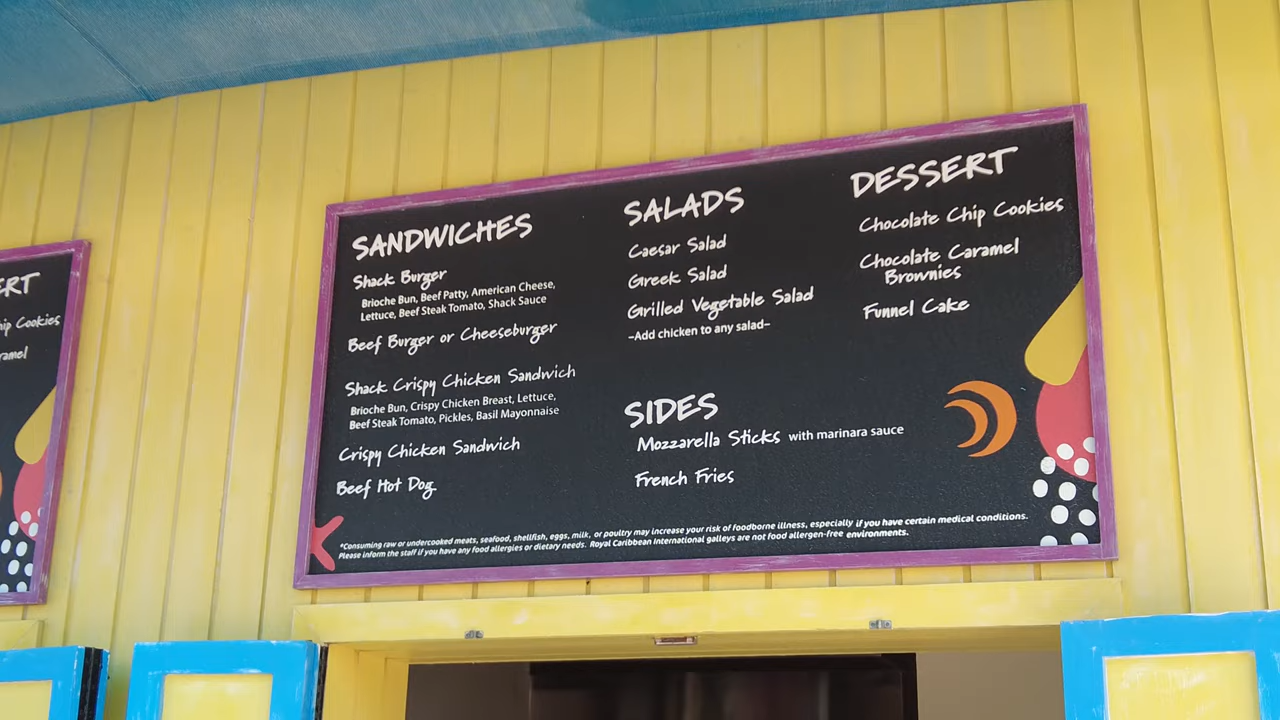 ERT
hip Cookies
ramel
SANDWICHES
Shack Burger
Brioche Bun, Beef Patty, American Cheese,
Lettuce, Beef Steak Tomato, Shack Sauce
Beef Burger or Cheeseburger
Shack Crispy Chicken Sandwich
Brioche Bun, Crispy Chicken Breast, Lettuce,
Beef Steak Tomato, Pickles, Basil Mayonnaise
Crispy Chicken Sandwich
Beef Hot Dog
SALADS
Caesar Salad
Greek Salad
Grilled Vegetable Salad
-Add chicken to any salad-
SIDES
Mozzarella Sticks with marinara sauce
French Fries
DESSERT
Chocolate Chip Cookies
Chocolate Caramel
Brownies
Funnel Cake
*Consuming raw or undercooked meats, seafood, shellfish, eggs, milk, or poultry may increase your risk of foodborne illness, especially if you have certain medical conditions.
Please inform the staff if you have any food allergies or dietary needs. Royal Caribbean International galleys are not food allergen-free environments.